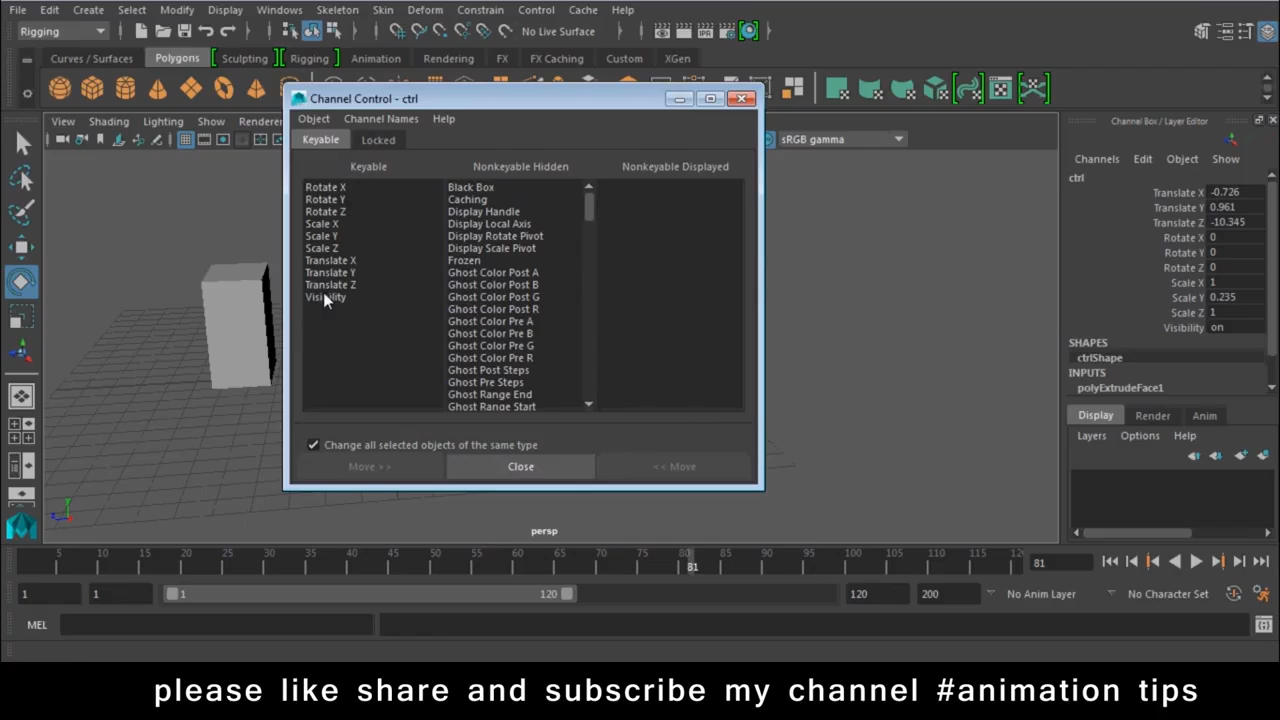 File Edit Create Select Modify Display Windows Skeleton Skin Deform Constrain Control Cache Help
Rigging No Live Surface
Curves / Surfaces Polygons Sculpting Rigging Animation Rendering FX FX Caching Custom XGen
Channel Control - ctrl
View Shading Lighting Show Renderer
Object Channel Names Help
Channel Box / Layer Editor
Keyable Locked
sRGB gamma
Channels Edit Object Show
Keyable Nonkeyable Hidden Nonkeyable Displayed
ctrl
Rotate X
Rotate Y
Rotate Z
Scale X
Scale Y
Scale Z
Translate X
Translate Y
Translate Z
Visibility
Black Box
Caching
Display Handle
Display Local Axis
Display Rotate Pivot
Display Scale Pivot
Frozen
Ghost Color Post A
Ghost Color Post B
Ghost Color Post G
Ghost Color Post R
Ghost Color Pre A
Ghost Color Pre B
Ghost Color Pre G
Ghost Color Pre R
Ghost Post Steps
Ghost Pre Steps
Ghost Range End
Ghost Range Start
Change all selected objects of the same type
Move >> Close << Move
Translate X -0.726
Translate Y 0.961
Translate Z -10.345
Rotate X 0
Rotate Y 0
Rotate Z 0
Scale X 1
Scale Y 0.235
Scale Z 1
Visibility on
SHAPES
ctrlShape
INPUTS
polyExtrudeFace1
Display Render Anim
Layers Options Help
y
persp
5 10 15 20 25 30 35 40 45 50 55 60 65 70 75 80 85 90 95 100 105 110 115 12
81 81
1 1 1 120 120 200 No Anim Layer No Character Set
MEL
please like share and subscribe my channel #animation tips